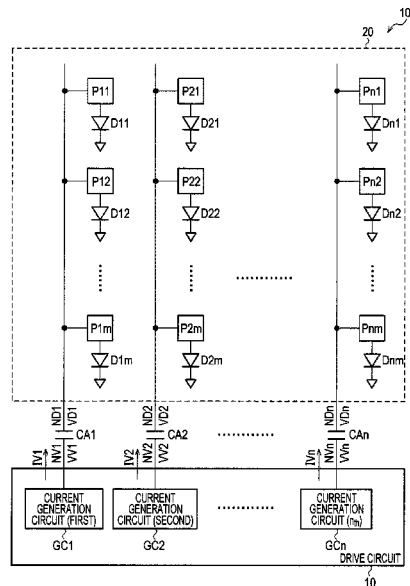 10
20
P11 P21 Pn1
D11 D21 Dn1
P12 P22 Pn2
D12 D22 Dn2
P1m P2m Pnm
D1m D2m Dnm
ND1 VD1 ND2 VD2 NDn VDn
CA1 CA2 CAn
IV1 NV1 VV1 IV2 NV2 VV2 IVn NVn VVn
CURRENT GENERATION CIRCUIT (FIRST)
CURRENT GENERATION CIRCUIT (SECOND)
CURRENT GENERATION CIRCUIT (nm)
GC1 GC2 GCn
DRIVE CIRCUIT
10